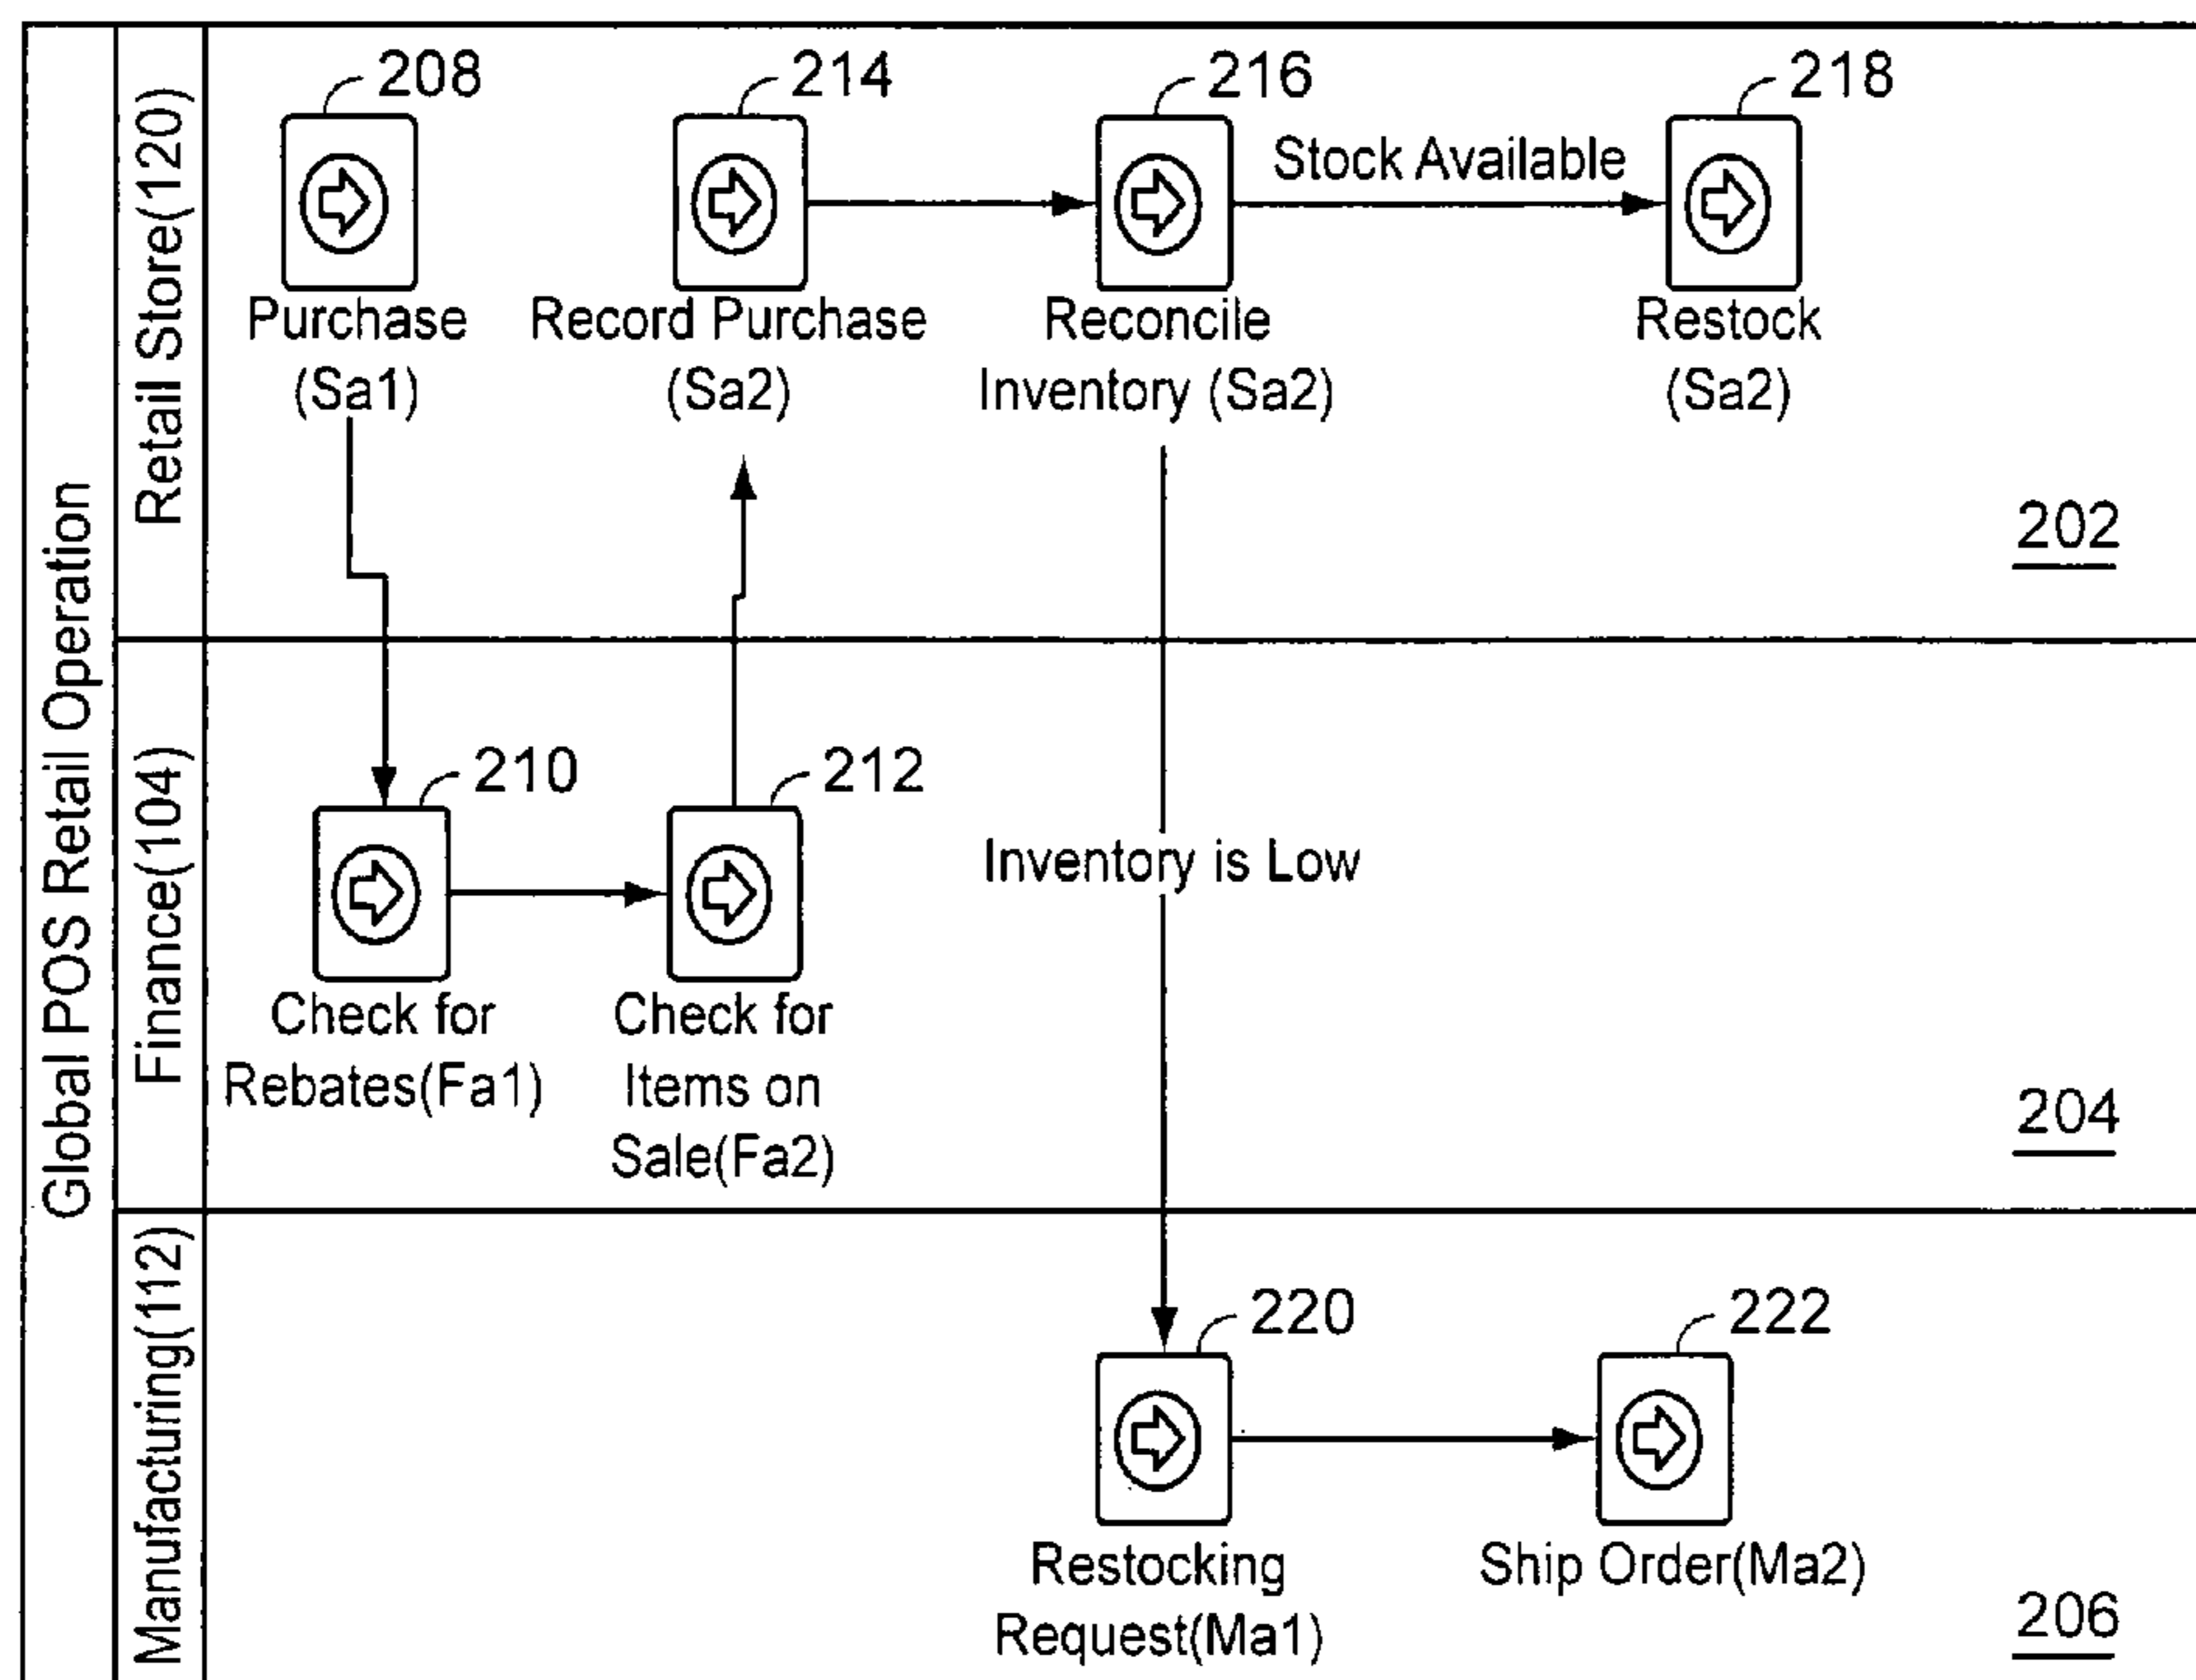 Global POS Retail Operation
Retail Store(120)
208
214
216
218
Stock Available
Purchase
(Sa1)
Record Purchase
(Sa2)
Reconcile
Inventory (Sa2)
Restock
(Sa2)
202
Finance(104)
210
212
Inventory is Low
Check for
Rebates(Fa1)
Check for
Items on
Sale(Fa2)
204
Manufacturing(112)
220
222
Restocking
Request(Ma1)
Ship Order(Ma2)
206